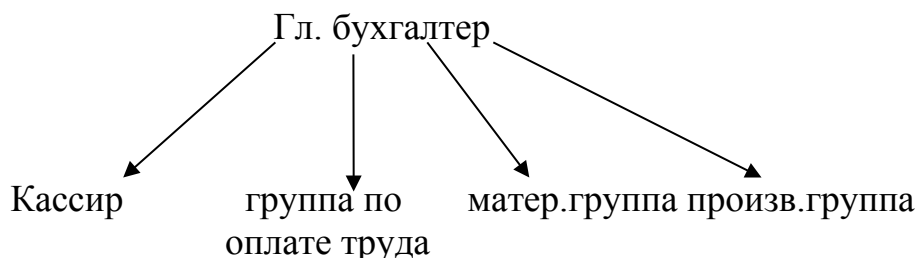 Гл. бухгалтер
Кассир группа по матер.группа произв.группа
оплате труда